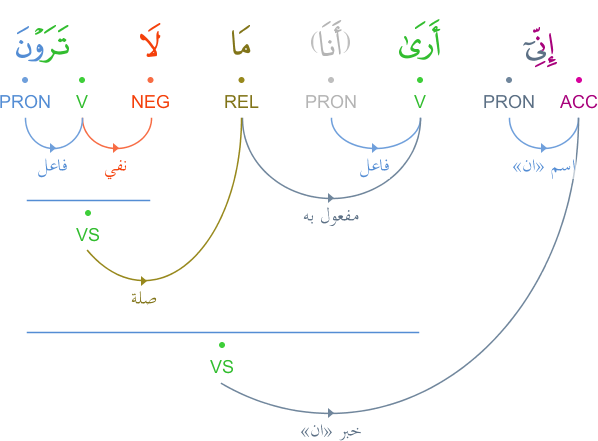 إِنِّىٓ أَرَىٰ (أَنَا) مَا لَا تَرَوْنَ
ACC PRON V PRON REL NEG V PRON
اسم «ان» فاعل نفي فاعل
مفعول به
VS
صلة
VS
خبر «ان»